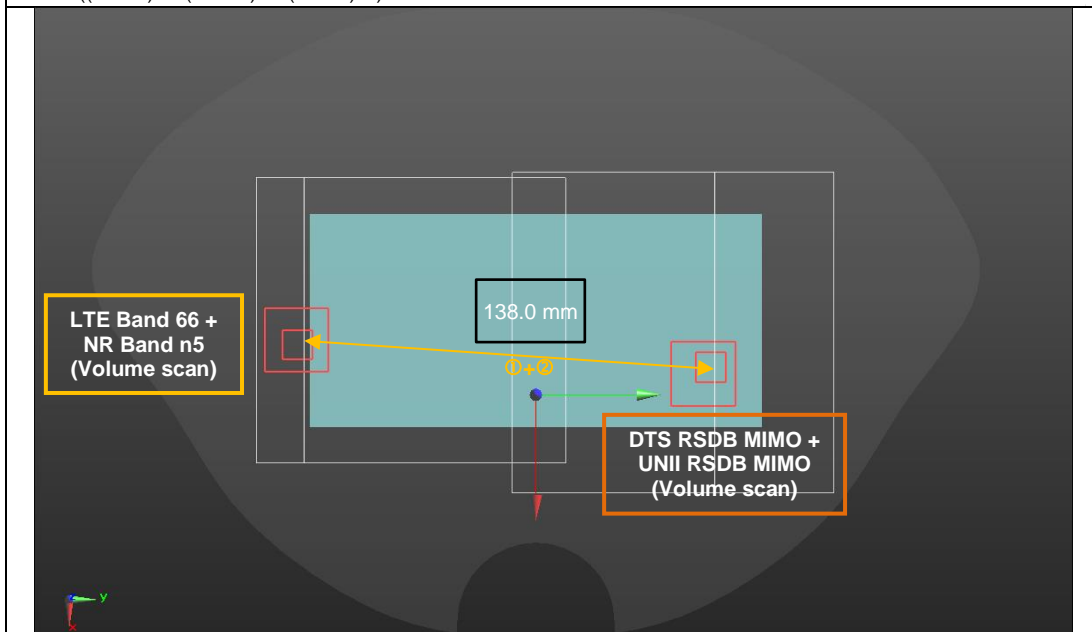 138.0 mm
LTE Band 66 +
NR Band n5
(Volume scan)
①+②
DTS RSDB MIMO +
UNII RSDB MIMO
(Volume scan)
y
x